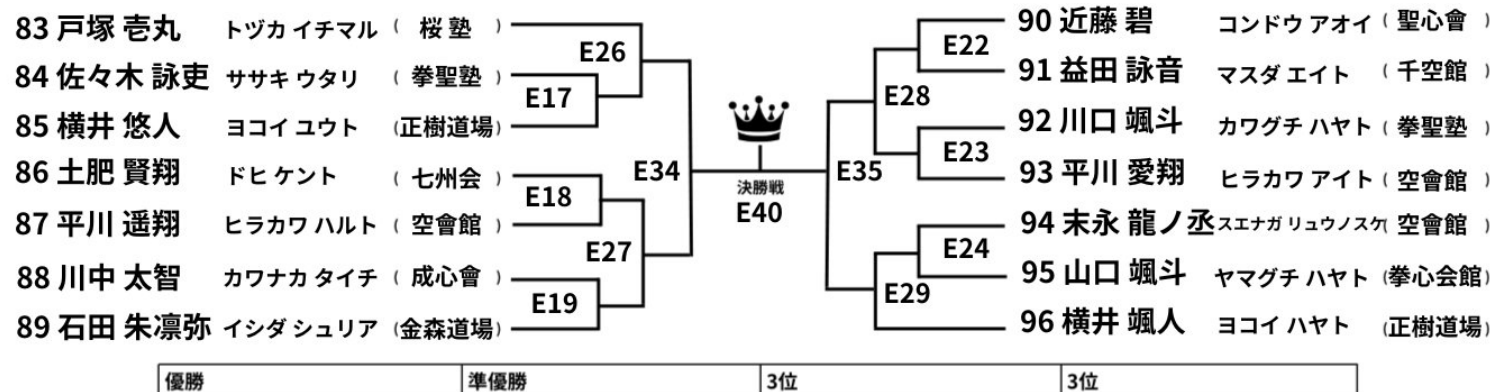 83 戸塚 壱丸 トヅカ イチマル ( 桜 塾 )
84 佐々木 詠吏 ササキ ウタリ ( 拳聖塾 )
85 横井 悠人 ヨコイ ユウト (正樹道場)
86 土肥 賢翔 ドヒ ケント ( 七州会 )
87 平川 遥翔 ヒラカワ ハルト ( 空會館 )
88 川中 太智 カワナカ タイチ ( 成心會 )
89 石田 朱凛弥 イシダ シュリア (金森道場)
E26
E17
E18
E27
E19
E34
決勝戦
E40
E35
E22
E28
E23
E24
E29
90 近藤 碧 コンドウ アオイ ( 聖心會 )
91 益田 詠音 マスダ エイト ( 千空館 )
92 川口 颯斗 カワグチ ハヤト ( 拳聖塾 )
93 平川 愛翔 ヒラカワ アイト ( 空會館 )
94 末永 龍ノ丞 スエナガ リュウノスケ( 空會館 )
95 山口 颯斗 ヤマグチ ハヤト (拳心会館)
96 横井 颯人 ヨコイ ハヤト (正樹道場)
優勝 準優勝 3位 3位